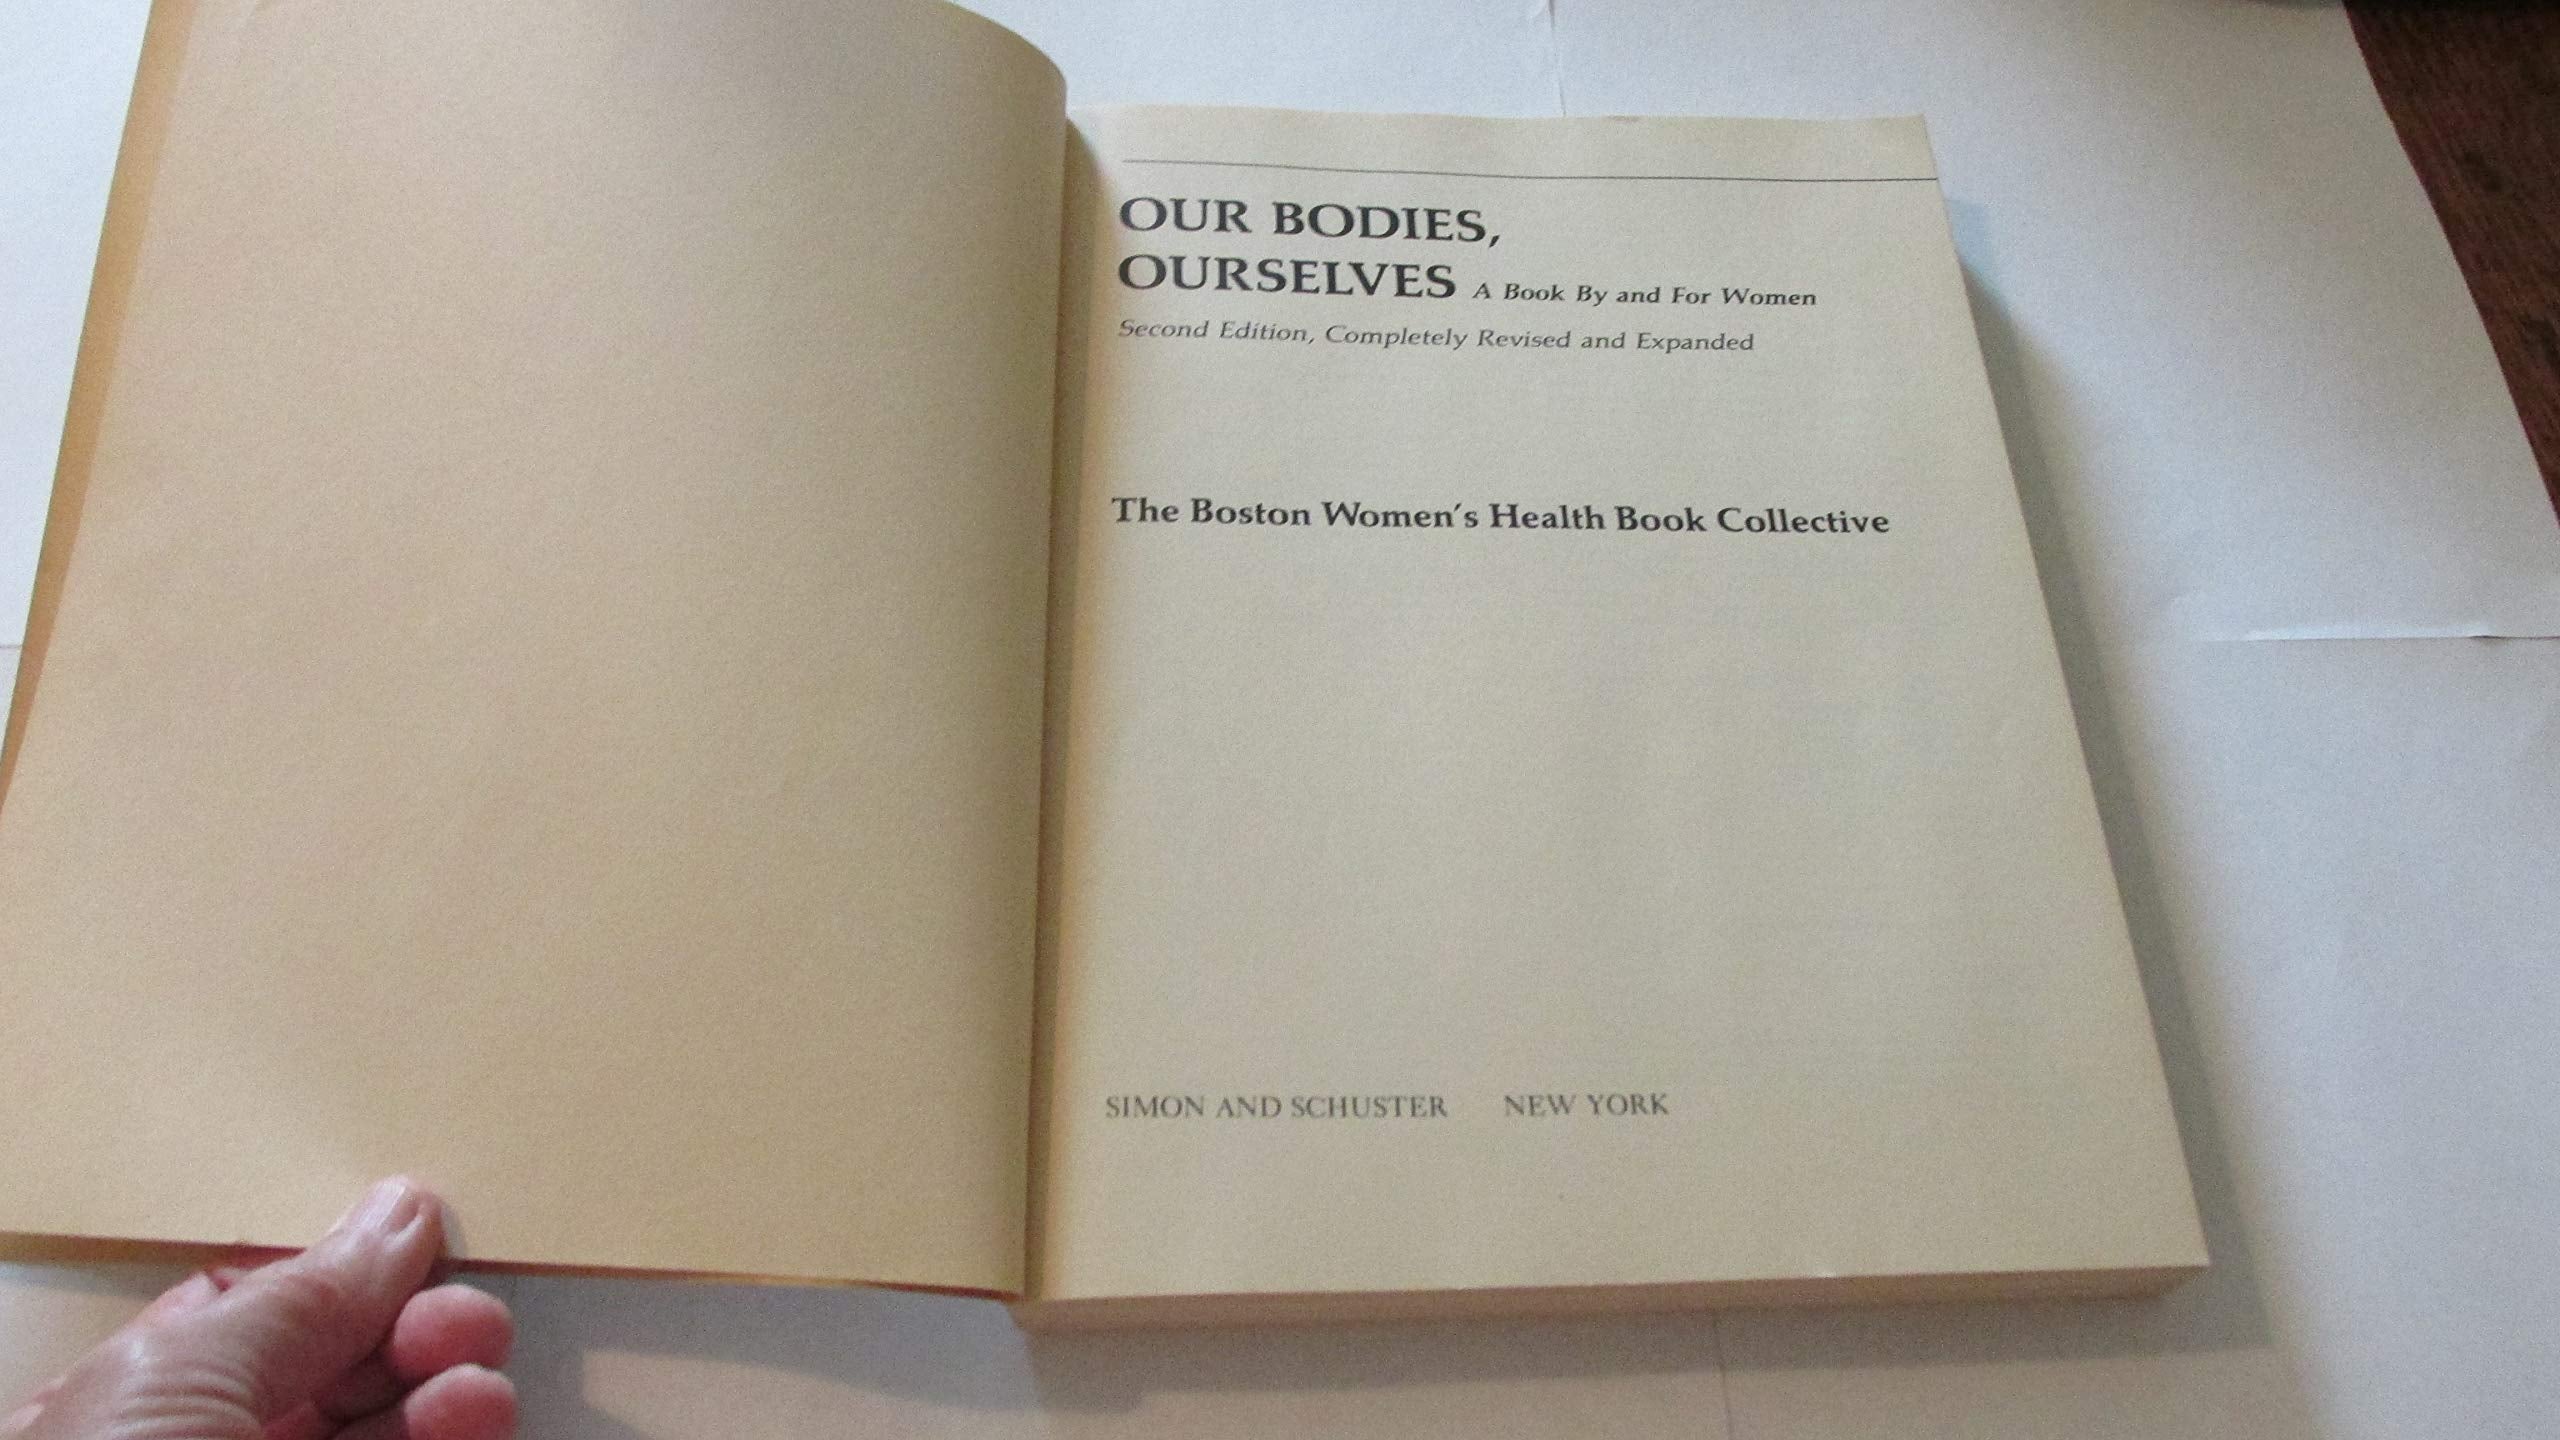 OUR BODIES,
OURSELVES A Book By and For Women
Second Edition, Completely Revised and Expanded
The Boston Women's Health Book Collective
SIMON AND SCHUSTER NEW YORK